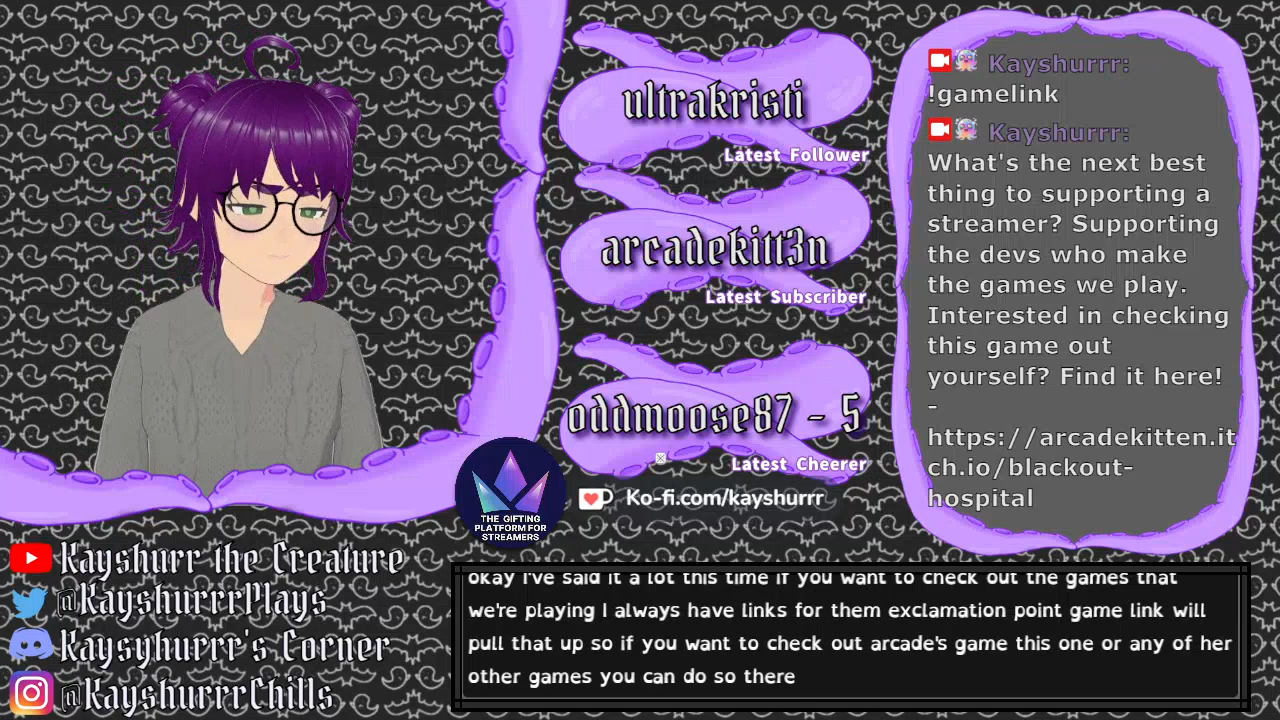 ultrakristi
Latest Follower
arcadekitt3n
Latest Subscriber
oddmoose87 - 5
Latest Cheerer
Ko-fi.com/kayshurrr
THE GIFTING
PLATFORM FOR
STREAMERS
Kayshurrr:
!gamelink
Kayshurrr:
What's the next best
thing to supporting a
streamer? Supporting
the devs who make
the games we play.
Interested in checking
this game out
yourself? Find it here!
-
https://arcadekitten.it
ch.io/blackout-
hospital
Kayshurr the Creature
@KayshurrrPlays
Kaysyhurrr's Corner
@KayshurrrChills
okay I've said it a lot this time if you want to check out the games that
we're playing I always have links for them exclamation point game link will
pull that up so if you want to check out arcade's game this one or any of her
other games you can do so there